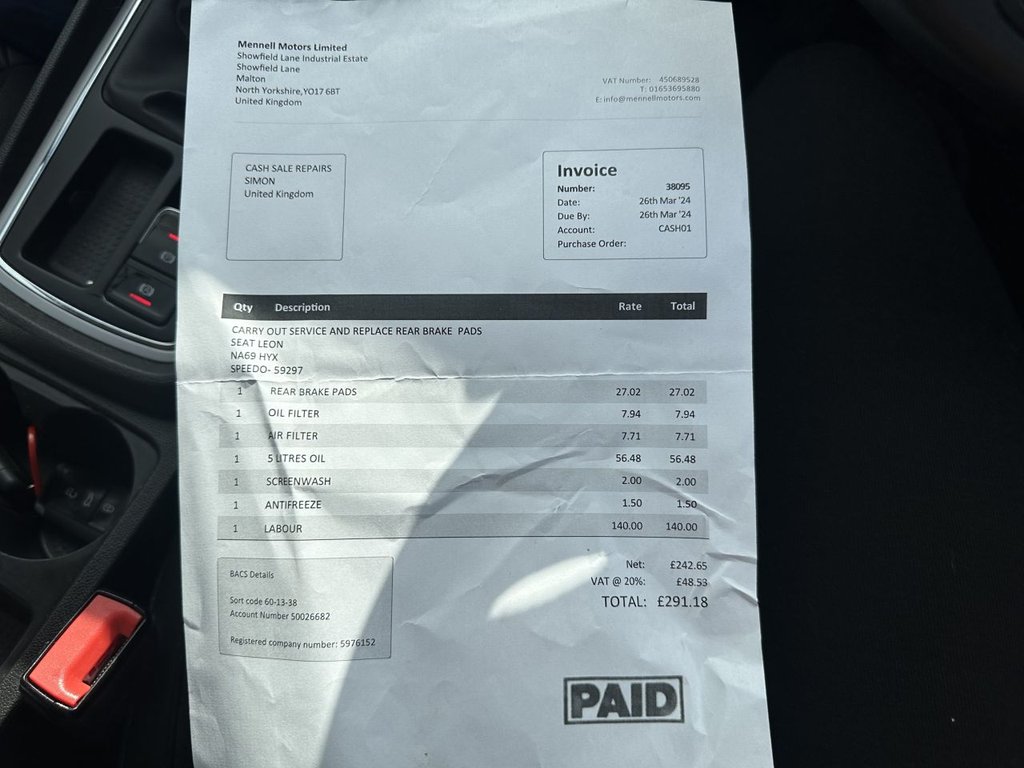 Mennell Motors Limited
Showfield Lane Industrial Estate
Showfield Lane
Malton
North Yorkshire,YO17 6BT
United Kingdom
VAT Number: 450689528
T: 01653695880
E: info@mennellmotors.com
CASH SALE REPAIRS
SIMON
United Kingdom
Invoice
Number: 38095
Date: 26th Mar '24
Due By: 26th Mar '24
Account: CASH01
Purchase Order:
Qty Description Rate Total
CARRY OUT SERVICE AND REPLACE REAR BRAKE PADS
SEAT LEON
NA69 HYX
SPEEDO- 59297
1 REAR BRAKE PADS 27.02 27.02
1 OIL FILTER 7.94 7.94
1 AIR FILTER 7.71 7.71
1 5 LITRES OIL 56.48 56.48
1 SCREENWASH 2.00 2.00
1 ANTIFREEZE 1.50 1.50
1 LABOUR 140.00 140.00
Net: £242.65
VAT @ 20%: £48.53
TOTAL: £291.18
BACS Details
Sort code 60-13-38
Account Number 50026682
Registered company number: 5976152
PAID